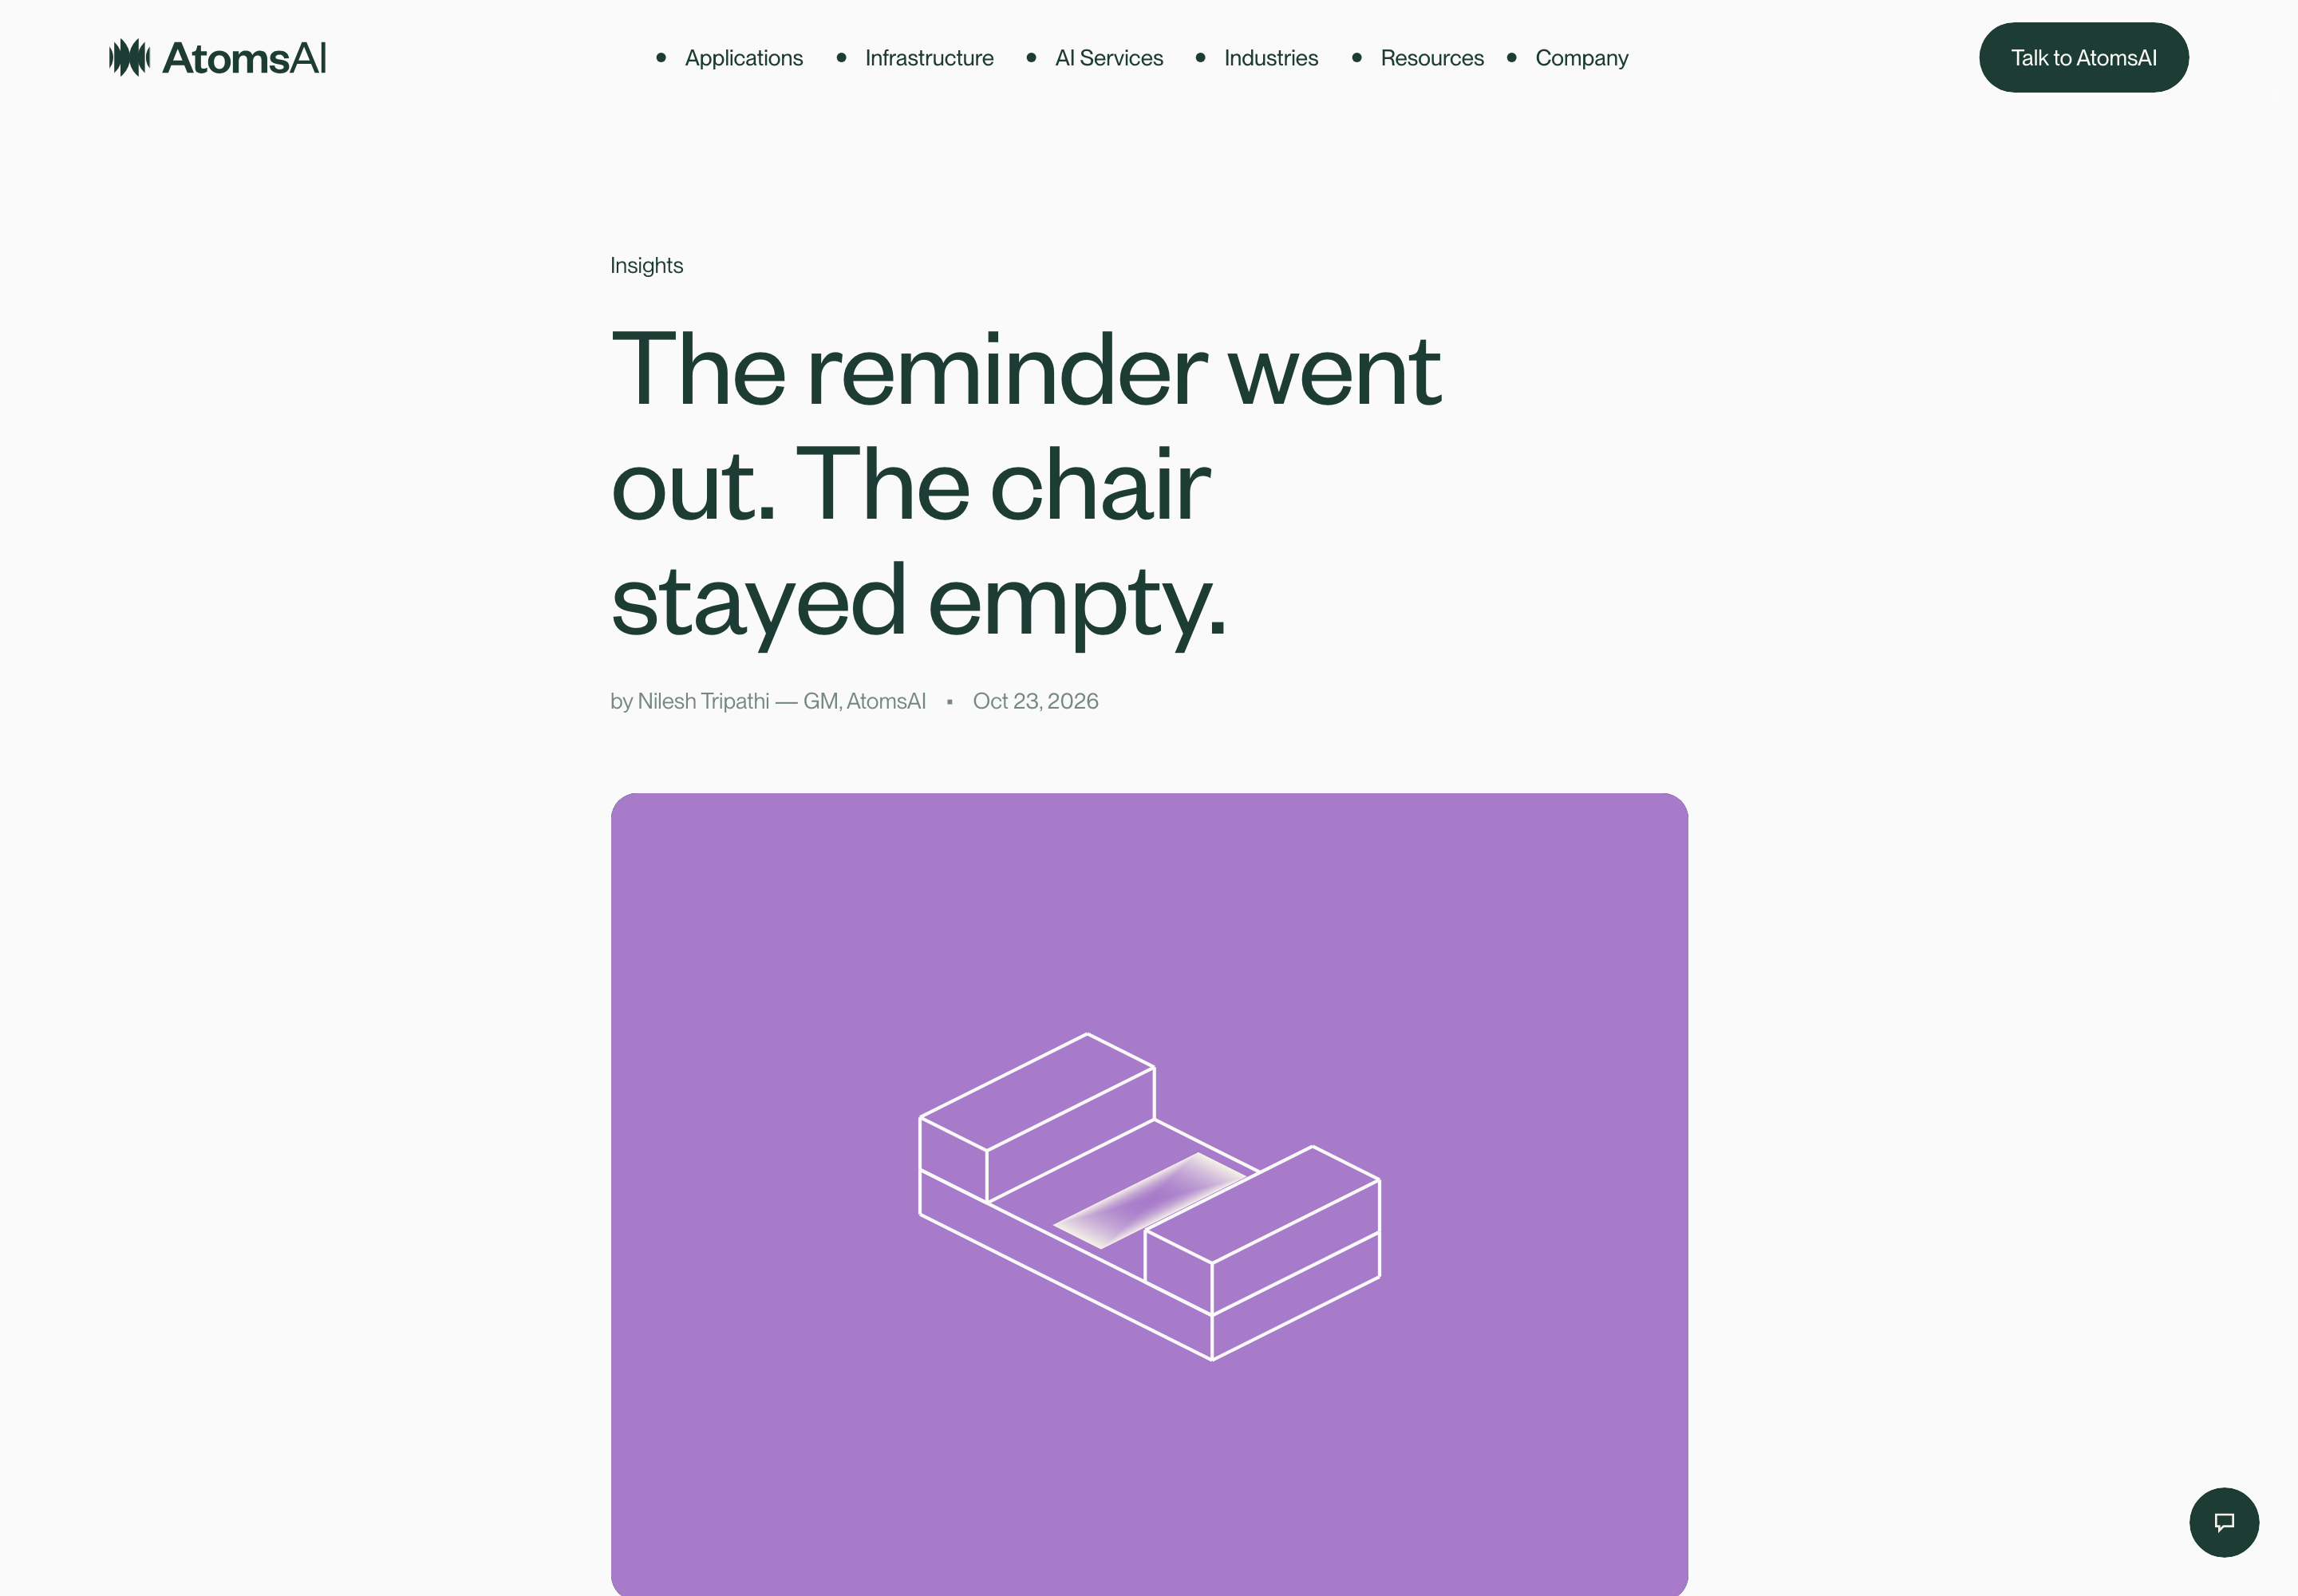 AtomsAI
Applications
Infrastructure
AI Services
Industries
Resources
Company
Talk to AtomsAI
Insights
The reminder went
out. The chair
stayed empty.
by Nilesh Tripathi — GM, AtomsAI ▪ Oct 23, 2026